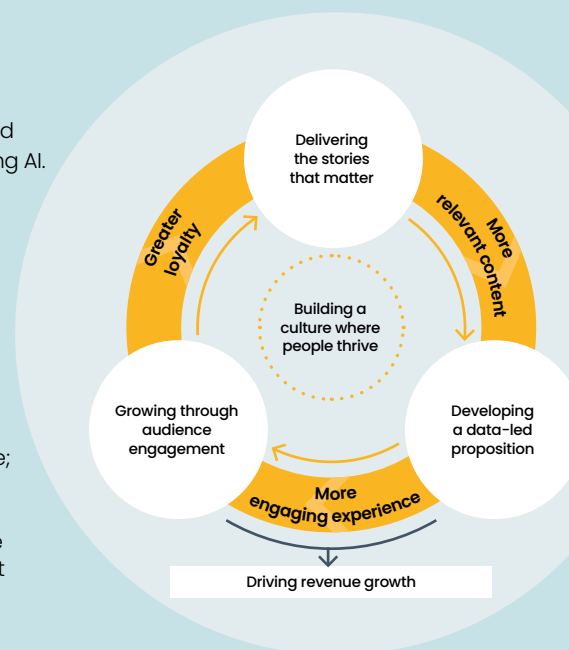 d
ng AI.
e;
e
t
Delivering
the stories
that matter
Greater
loyalty
More
relevant content
Building a
culture where
people thrive
Growing through
audience
engagement
Developing
a data-led
proposition
More
engaging experience
Driving revenue growth